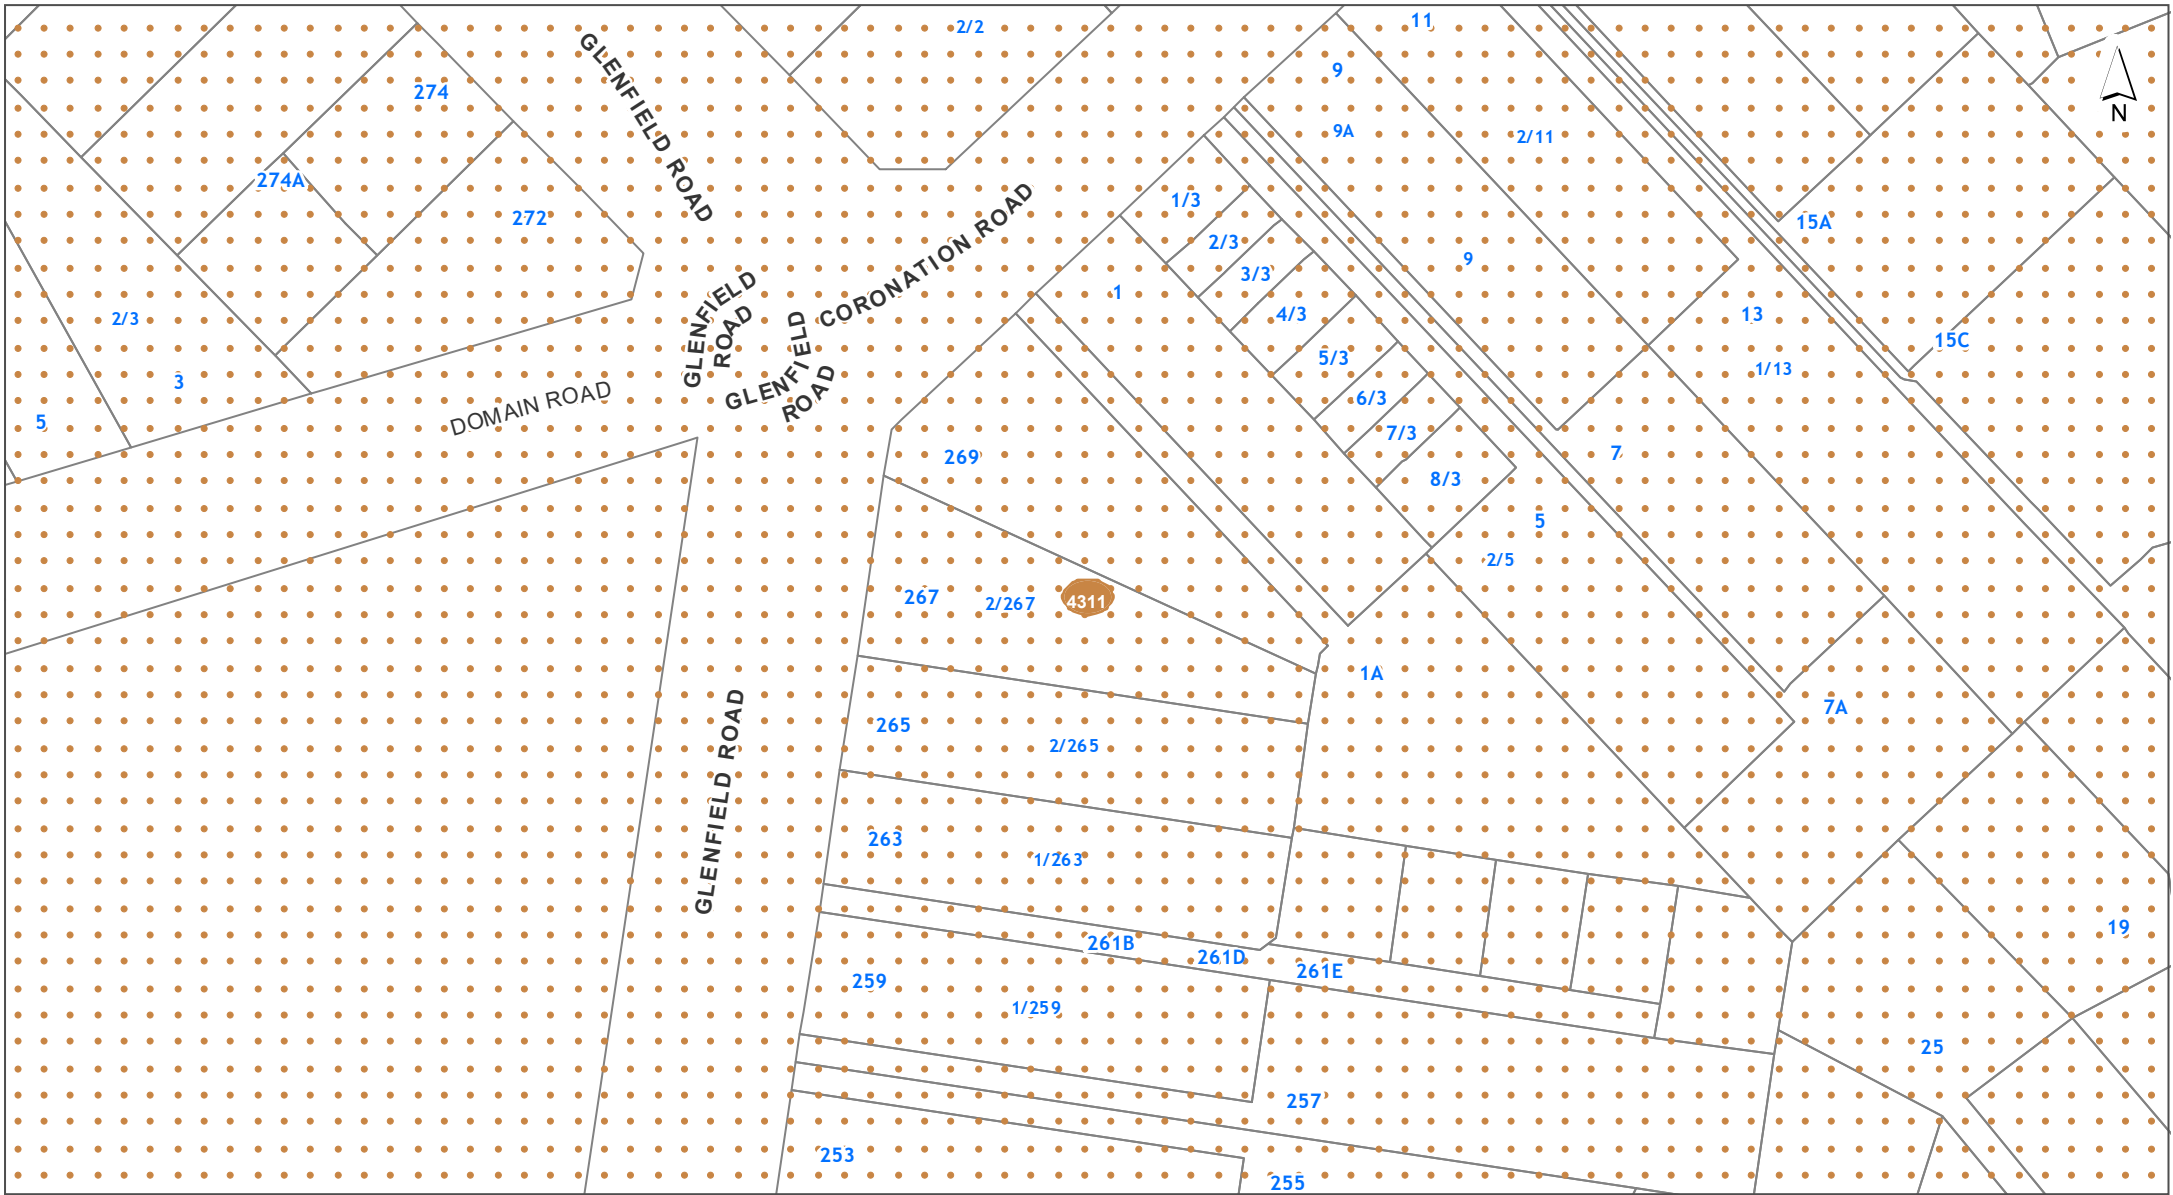 2/2
11
GLENFIELD ROAD
9
274
9A
2/11
N
274A
1/3
272
15A
CORONATION ROAD
2/3
9
3/3
GLENFIELD
ROAD
1
4/3
13
2/3
GLENFIELD
ROAD
15C
5/3
1/13
3
DOMAIN ROAD
6/3
5
7/3
7
269
8/3
5
2/5
267
2/267
4311
1A
7A
GLENFIELD ROAD
265
2/265
263
1/263
19
261B
261D
261E
259
1/259
25
257
253
255